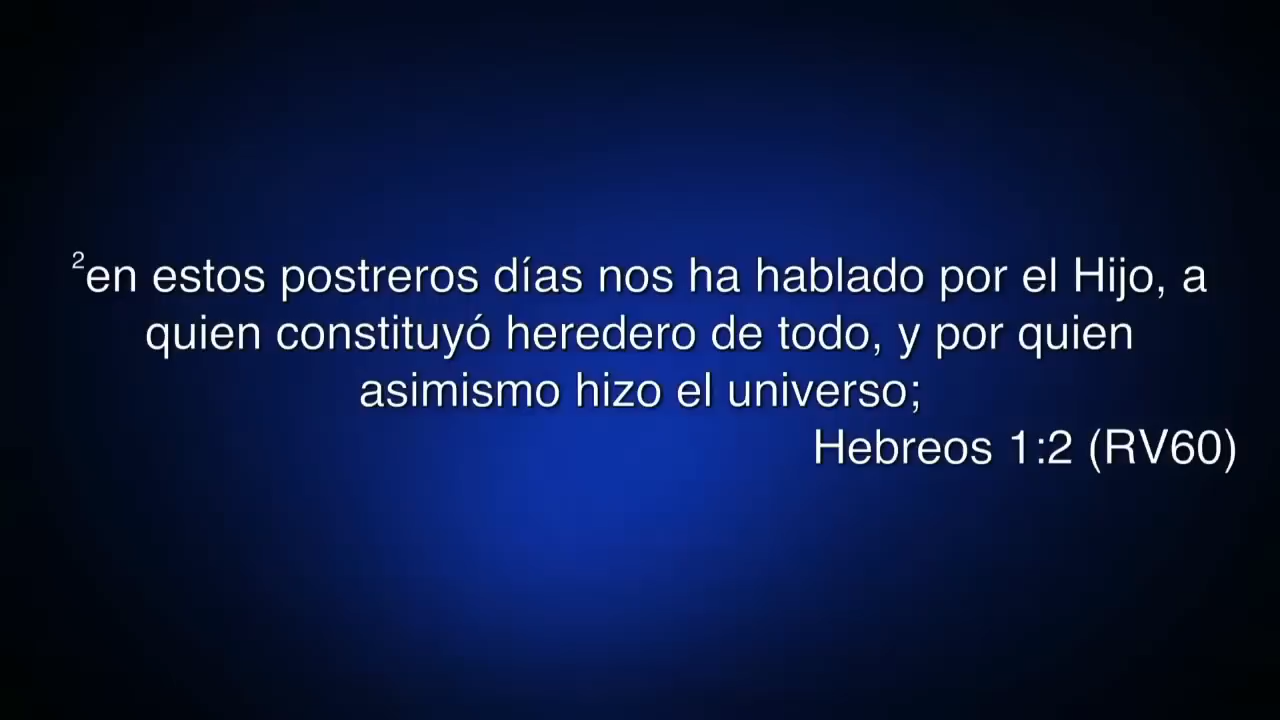 ²en estos postreros días nos ha hablado por el Hijo, a
quien constituyó heredero de todo, y por quien
asimismo hizo el universo;
Hebreos 1:2 (RV60)